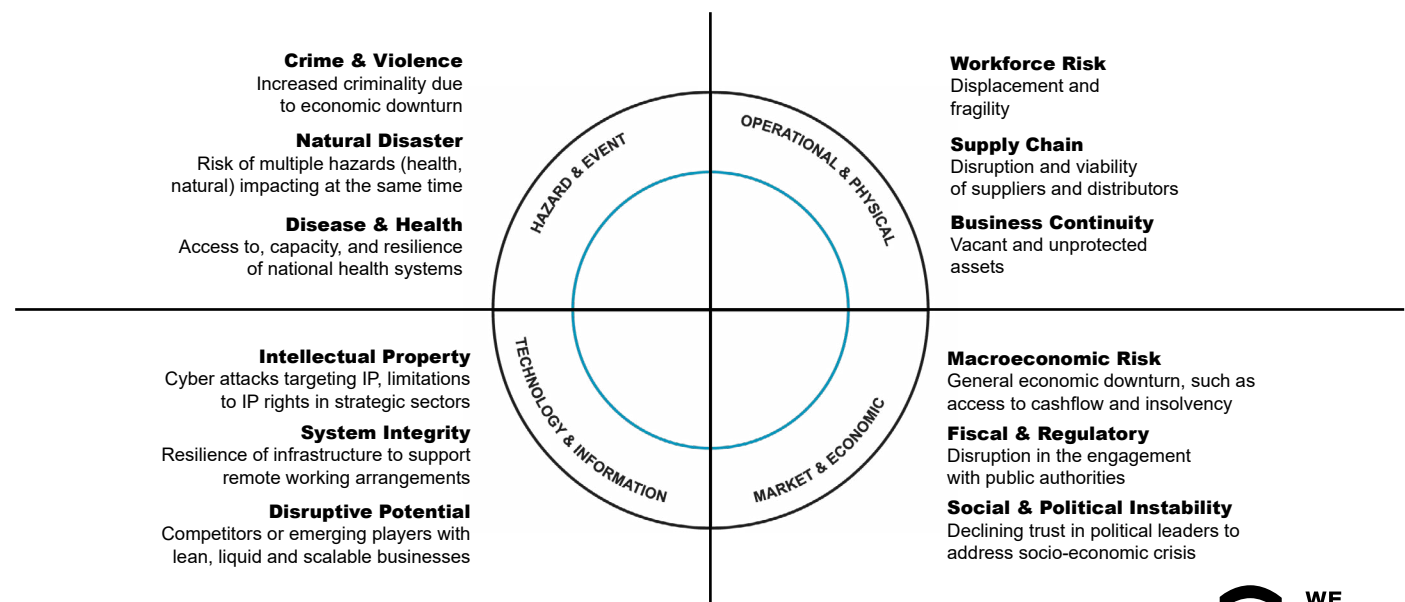 Crime & Violence
Increased criminality due
to economic downturn
Natural Disaster
Risk of multiple hazards (health,
natural) impacting at the same time
Disease & Health
Access to, capacity, and resilience
of national health systems
HAZARD & EVENT
OPERATIONAL & PHYSICAL
Workforce Risk
Displacement and
fragility
Supply Chain
Disruption and viability
of suppliers and distributors
Business Continuity
Vacant and unprotected
assets
Intellectual Property
Cyber attacks targeting IP, limitations
to IP rights in strategic sectors
System Integrity
Resilience of infrastructure to support
remote working arrangements
Disruptive Potential
Competitors or emerging players with
lean, liquid and scalable businesses
TECHNOLOGY & INFORMATION
MARKET & ECONOMIC
Macroeconomic Risk
General economic downturn, such as
access to cashflow and insolvency
Fiscal & Regulatory
Disruption in the engagement
with public authorities
Social & Political Instability
Declining trust in political leaders to
address socio-economic crisis
WE